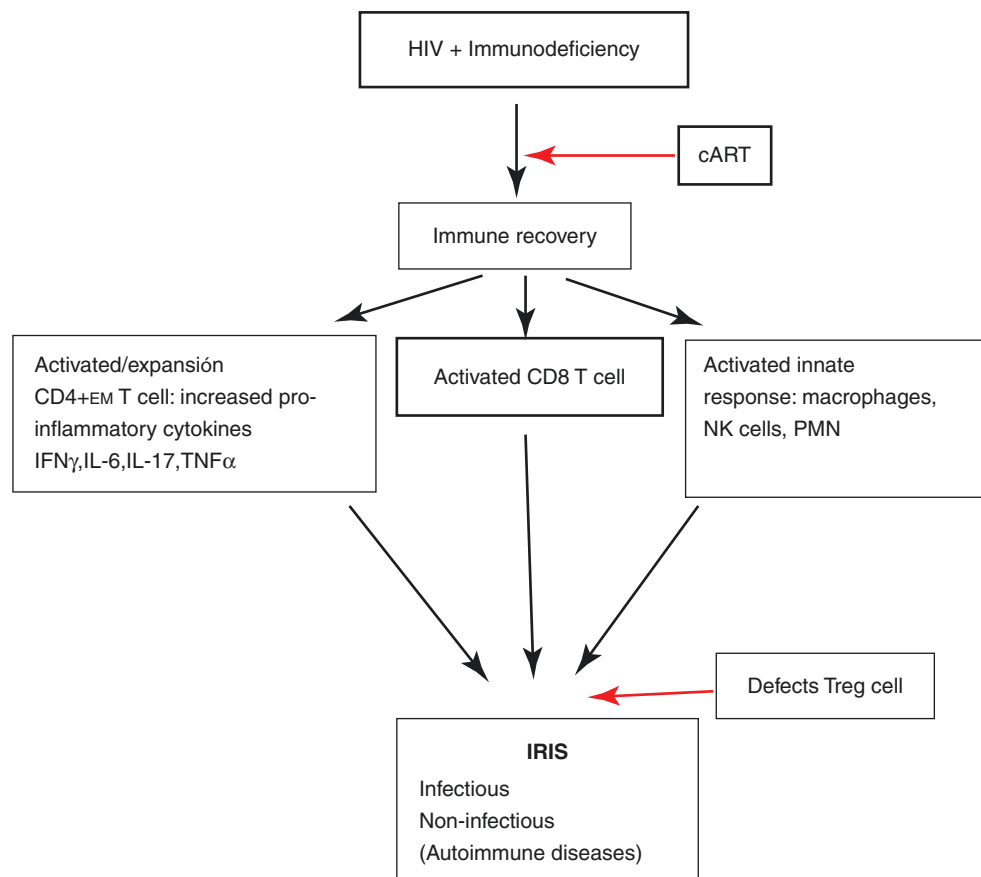 HIV + Immunodeficiency
cART
Immune recovery
Activated/expansión
CD4+EM T cell: increased pro-
inflammatory cytokines
IFNγ,IL-6,IL-17,TNFα
Activated CD8 T cell
Activated innate
response: macrophages,
NK cells, PMN
Defects Treg cell
IRIS
Infectious
Non-infectious
(Autoimmune diseases)